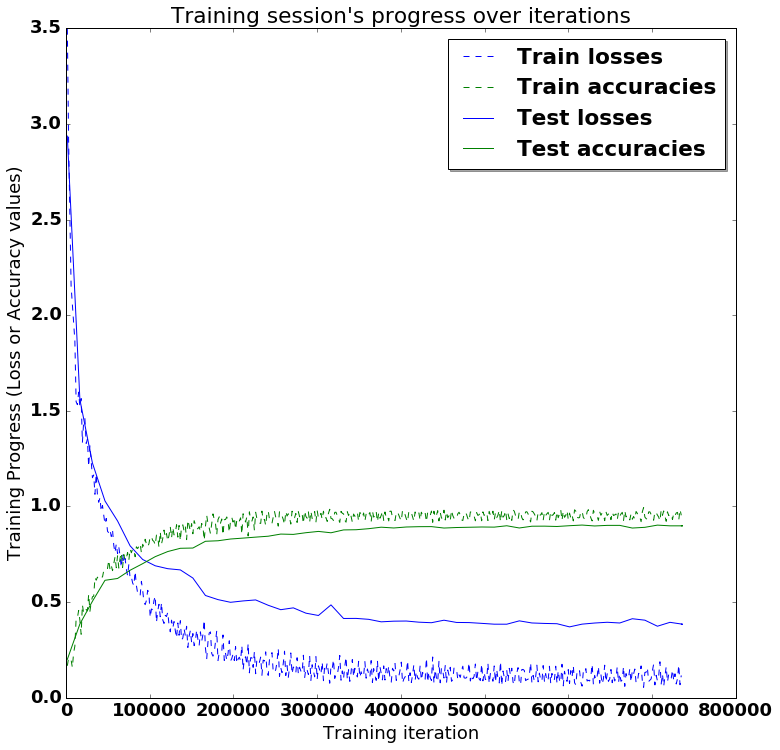 Training session's progress over iterations
Train losses
Train accuracies
Test losses
Test accuracies
Training Progress (Loss or Accuracy values)
3.5
3.0
2.5
2.0
1.5
1.0
0.5
0.0
0 100000 200000 300000 400000 500000 600000 700000 800000
Training iteration